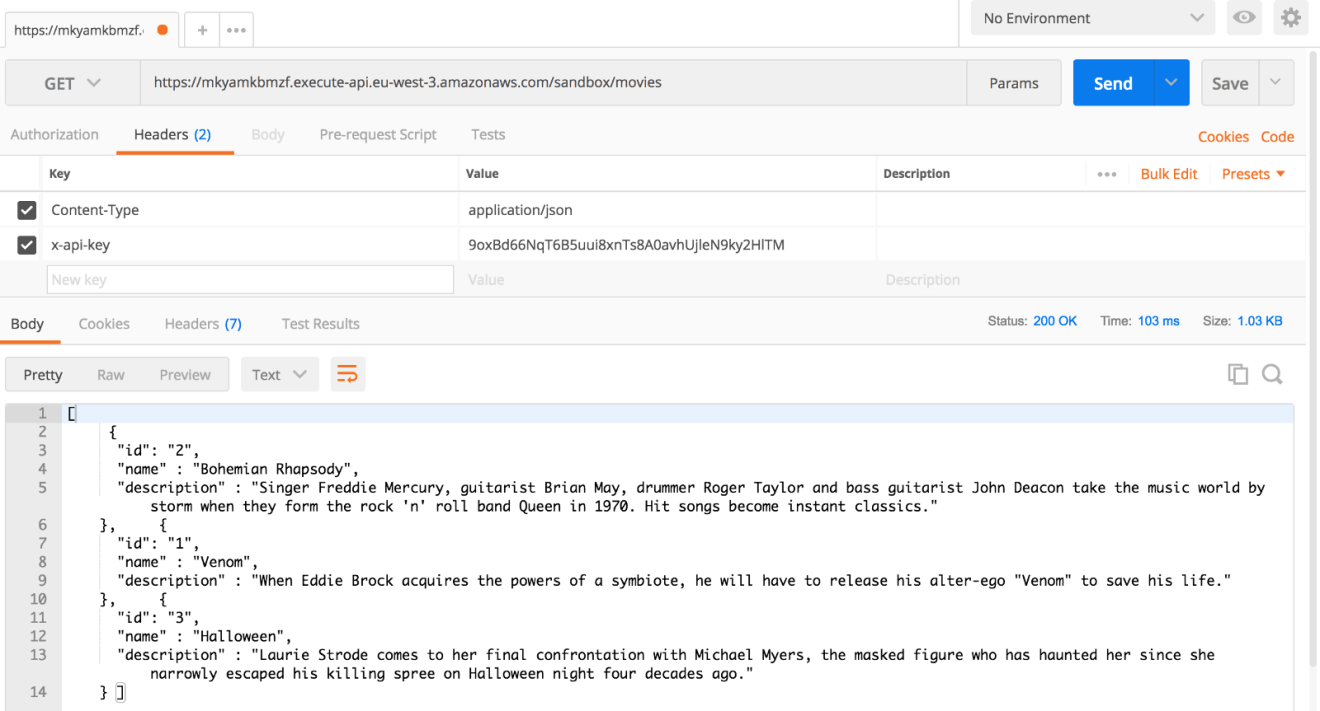 https://mkyamkbmzf.
No Environment
GET https://mkyamkbmzf.execute-api.eu-west-3.amazonaws.com/sandbox/movies Params Send Save
Authorization Headers (2) Body Pre-request Script Tests Cookies Code
Key Value Description Bulk Edit Presets
Content-Type application/json
x-api-key 9oxBd66NqT6B5uui8xnTs8A0avhUjleN9ky2HlTM
New key Value Description
Body Cookies Headers (7) Test Results Status: 200 OK Time: 103 ms Size: 1.03 KB
Pretty Raw Preview Text
1 [
2 {
3 "id": "2",
4 "name" : "Bohemian Rhapsody",
5 "description" : "Singer Freddie Mercury, guitarist Brian May, drummer Roger Taylor and bass guitarist John Deacon take the music world by
storm when they form the rock 'n' roll band Queen in 1970. Hit songs become instant classics."
6 }, {
7 "id": "1",
8 "name" : "Venom",
9 "description" : "When Eddie Brock acquires the powers of a symbiote, he will have to release his alter-ego "Venom" to save his life."
10 }, {
11 "id": "3",
12 "name" : "Halloween",
13 "description" : "Laurie Strode comes to her final confrontation with Michael Myers, the masked figure who has haunted her since she
narrowly escaped his killing spree on Halloween night four decades ago."
14 } ]